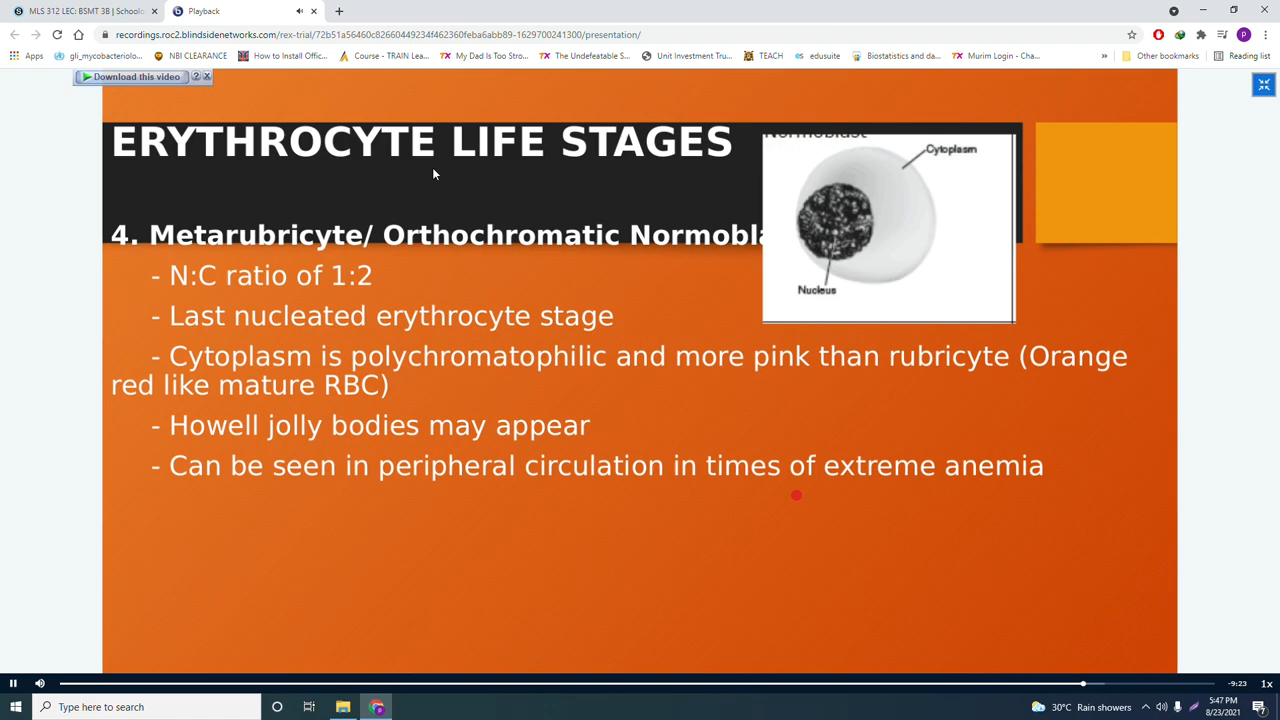 MLS 312 LEC: BSMT 3B | Schoolo
Playback
recordings.roc2.blindsidenetworks.com/rex-trial/72b51a56460c82660449234f462360feba6abb89-1629700241300/presentation/
Apps
gli_mycobacteriolo...
NBI CLEARANCE
How to Install Offic...
Course - TRAIN Lea...
My Dad Is Too Stro...
The Undefeatable S...
Unit Investment Tru...
TEACH
edusuite
Biostatistics and da...
Murim Login - Cha...
»
Other bookmarks
Reading list
Download this video
ERYTHROCYTE LIFE STAGES
Normoblast
Cytoplasm
Nucleus
4. Metarubricyte/ Orthochromatic Normobla
- N:C ratio of 1:2
- Last nucleated erythrocyte stage
- Cytoplasm is polychromatophilic and more pink than rubricyte (Orange
red like mature RBC)
- Howell jolly bodies may appear
- Can be seen in peripheral circulation in times of extreme anemia
-9:23
1x
Type here to search
30°C Rain showers
5:47 PM
8/23/2021